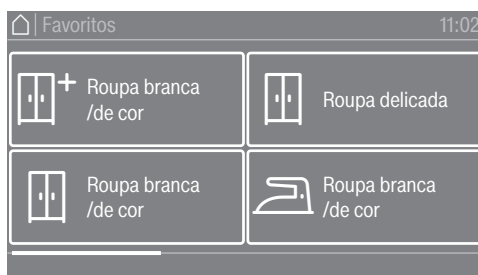 Favoritos 11:02
Roupa branca
/de cor
Roupa delicada
Roupa branca
/de cor
Roupa branca
/de cor